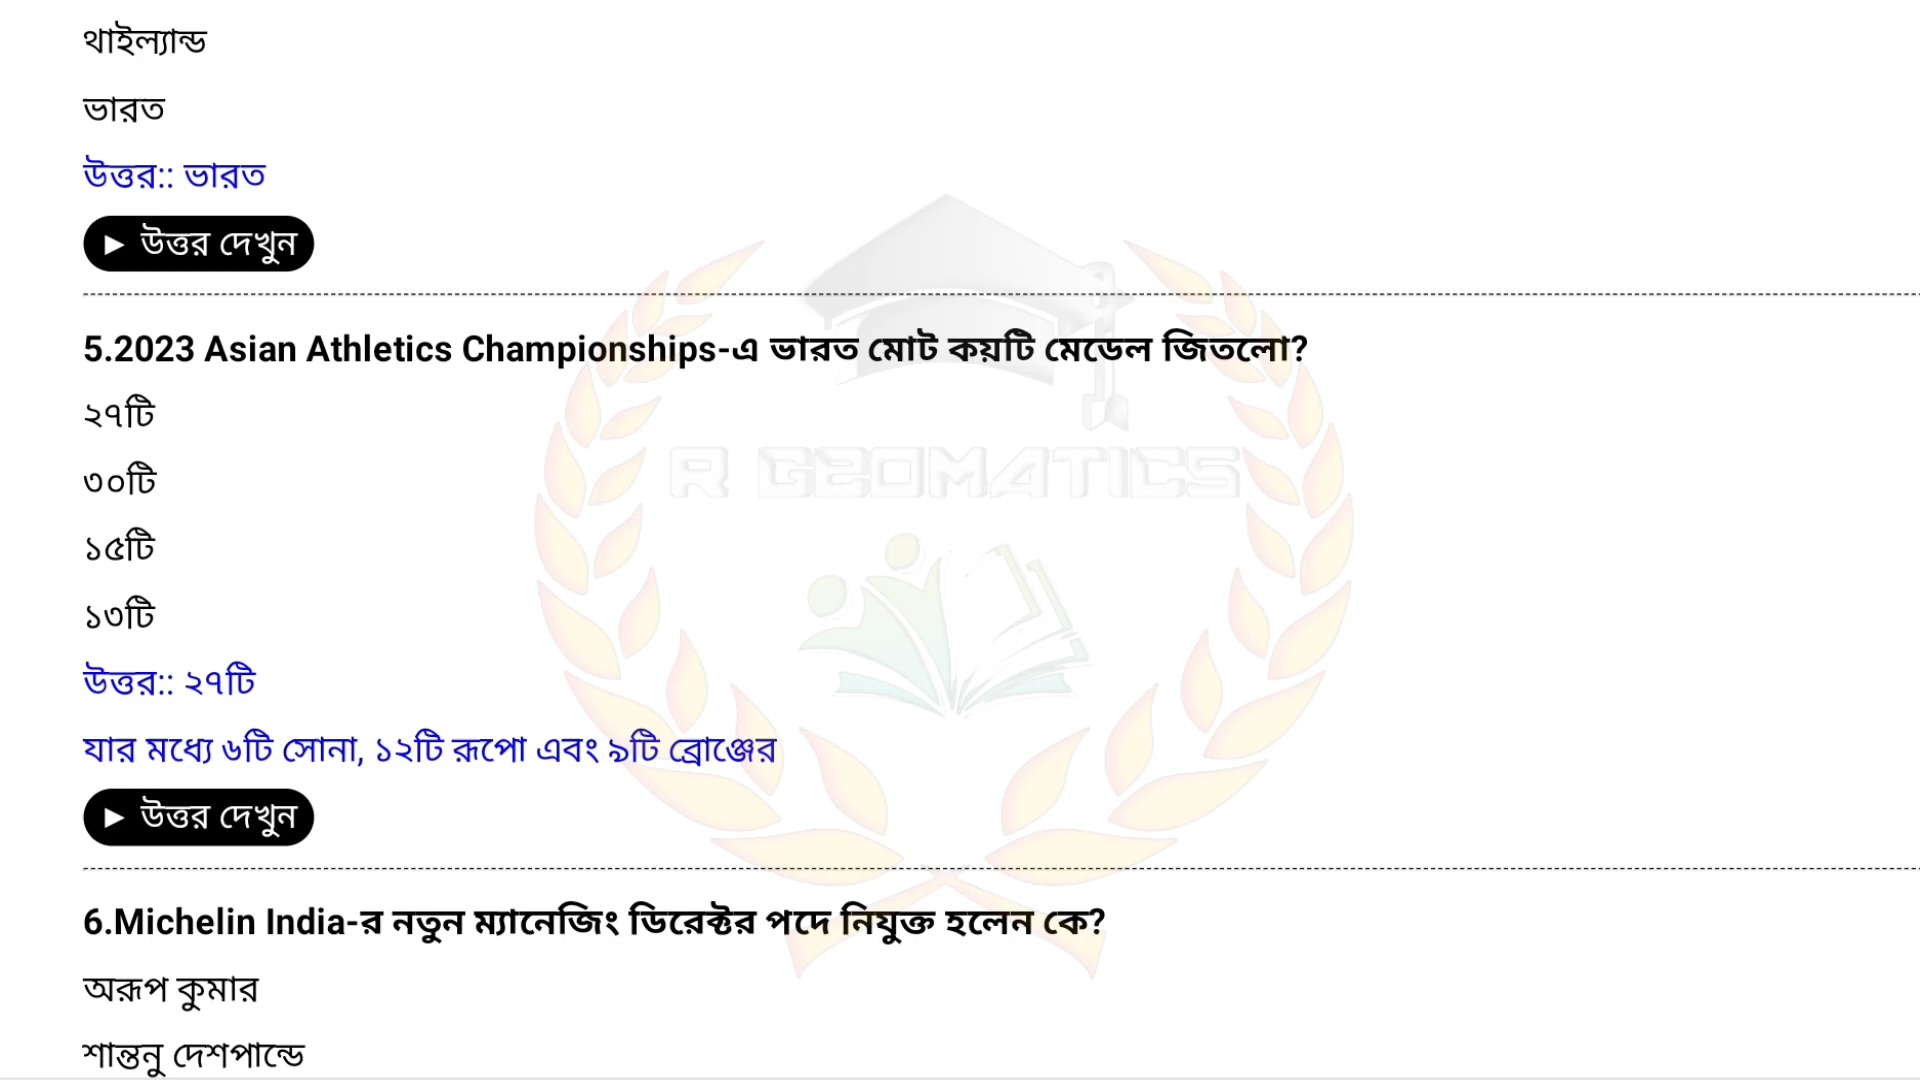 থাইল্যান্ড
ভারত
উত্তর:: ভারত
► উত্তর দেখুন
5.2023 Asian Athletics Championships-এ ভারত মোট কয়টি মেডেল জিতলো?
২৭টি
৩০টি
১৫টি
১৩টি
উত্তর:: ২৭টি
যার মধ্যে ৬টি সোনা, ১২টি রূপো এবং ৯টি ব্রোঞ্জের
► উত্তর দেখুন
6.Michelin India-র নতুন ম্যানেজিং ডিরেক্টর পদে নিযুক্ত হলেন কে?
অরূপ কুমার
শান্তনু দেশপান্ডে
R GEOMATICS